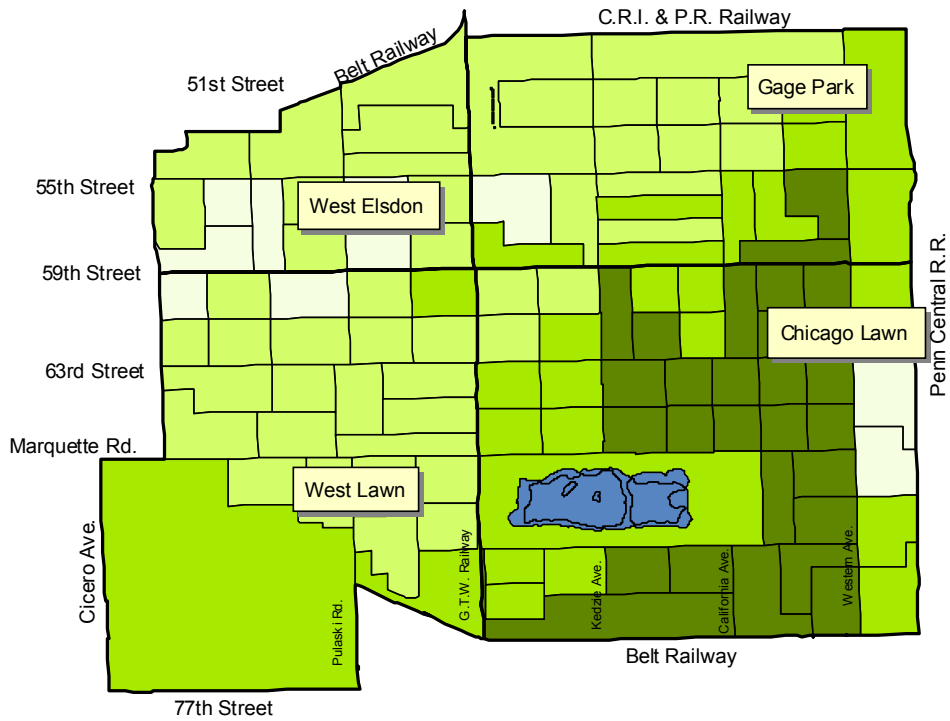 C.R.I. & P.R. Railway
Belt Railway
51st Street
Gage Park
55th Street
West Elsdon
59th Street
Penn Central R.R.
Chicago Lawn
63rd Street
Marquette Rd.
West Lawn
Cicero Ave.
Pulaski Rd.
G.T.W. Railway
Kedzie Ave.
California Ave.
Western Ave.
Belt Railway
77th Street